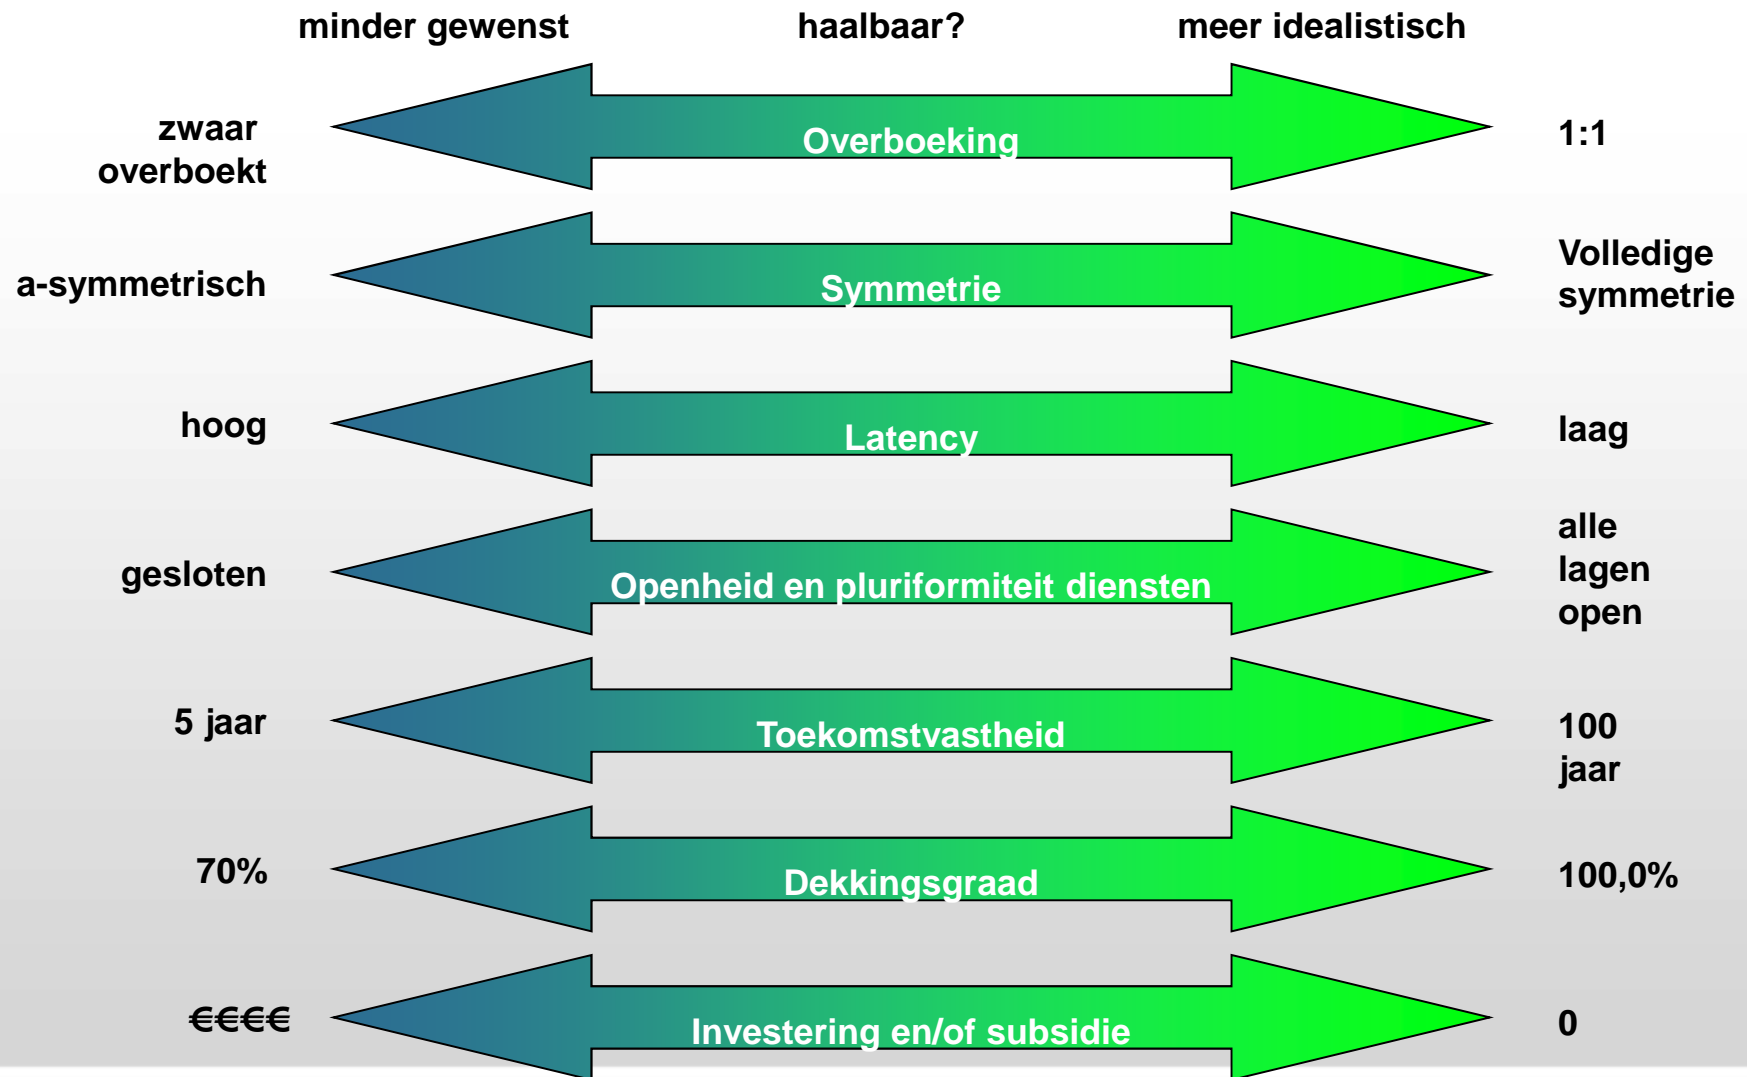 minder gewenst haalbaar? meer idealistisch
zwaar
overboekt
Overboeking
1:1
a-symmetrisch
Symmetrie
Volledige
symmetrie
hoog
Latency
laag
gesloten
Openheid en pluriformiteit diensten
alle
lagen
open
5 jaar
Toekomstvastheid
100
jaar
70%
Dekkingsgraad
100,0%
€€€€
Investering en/of subsidie
0